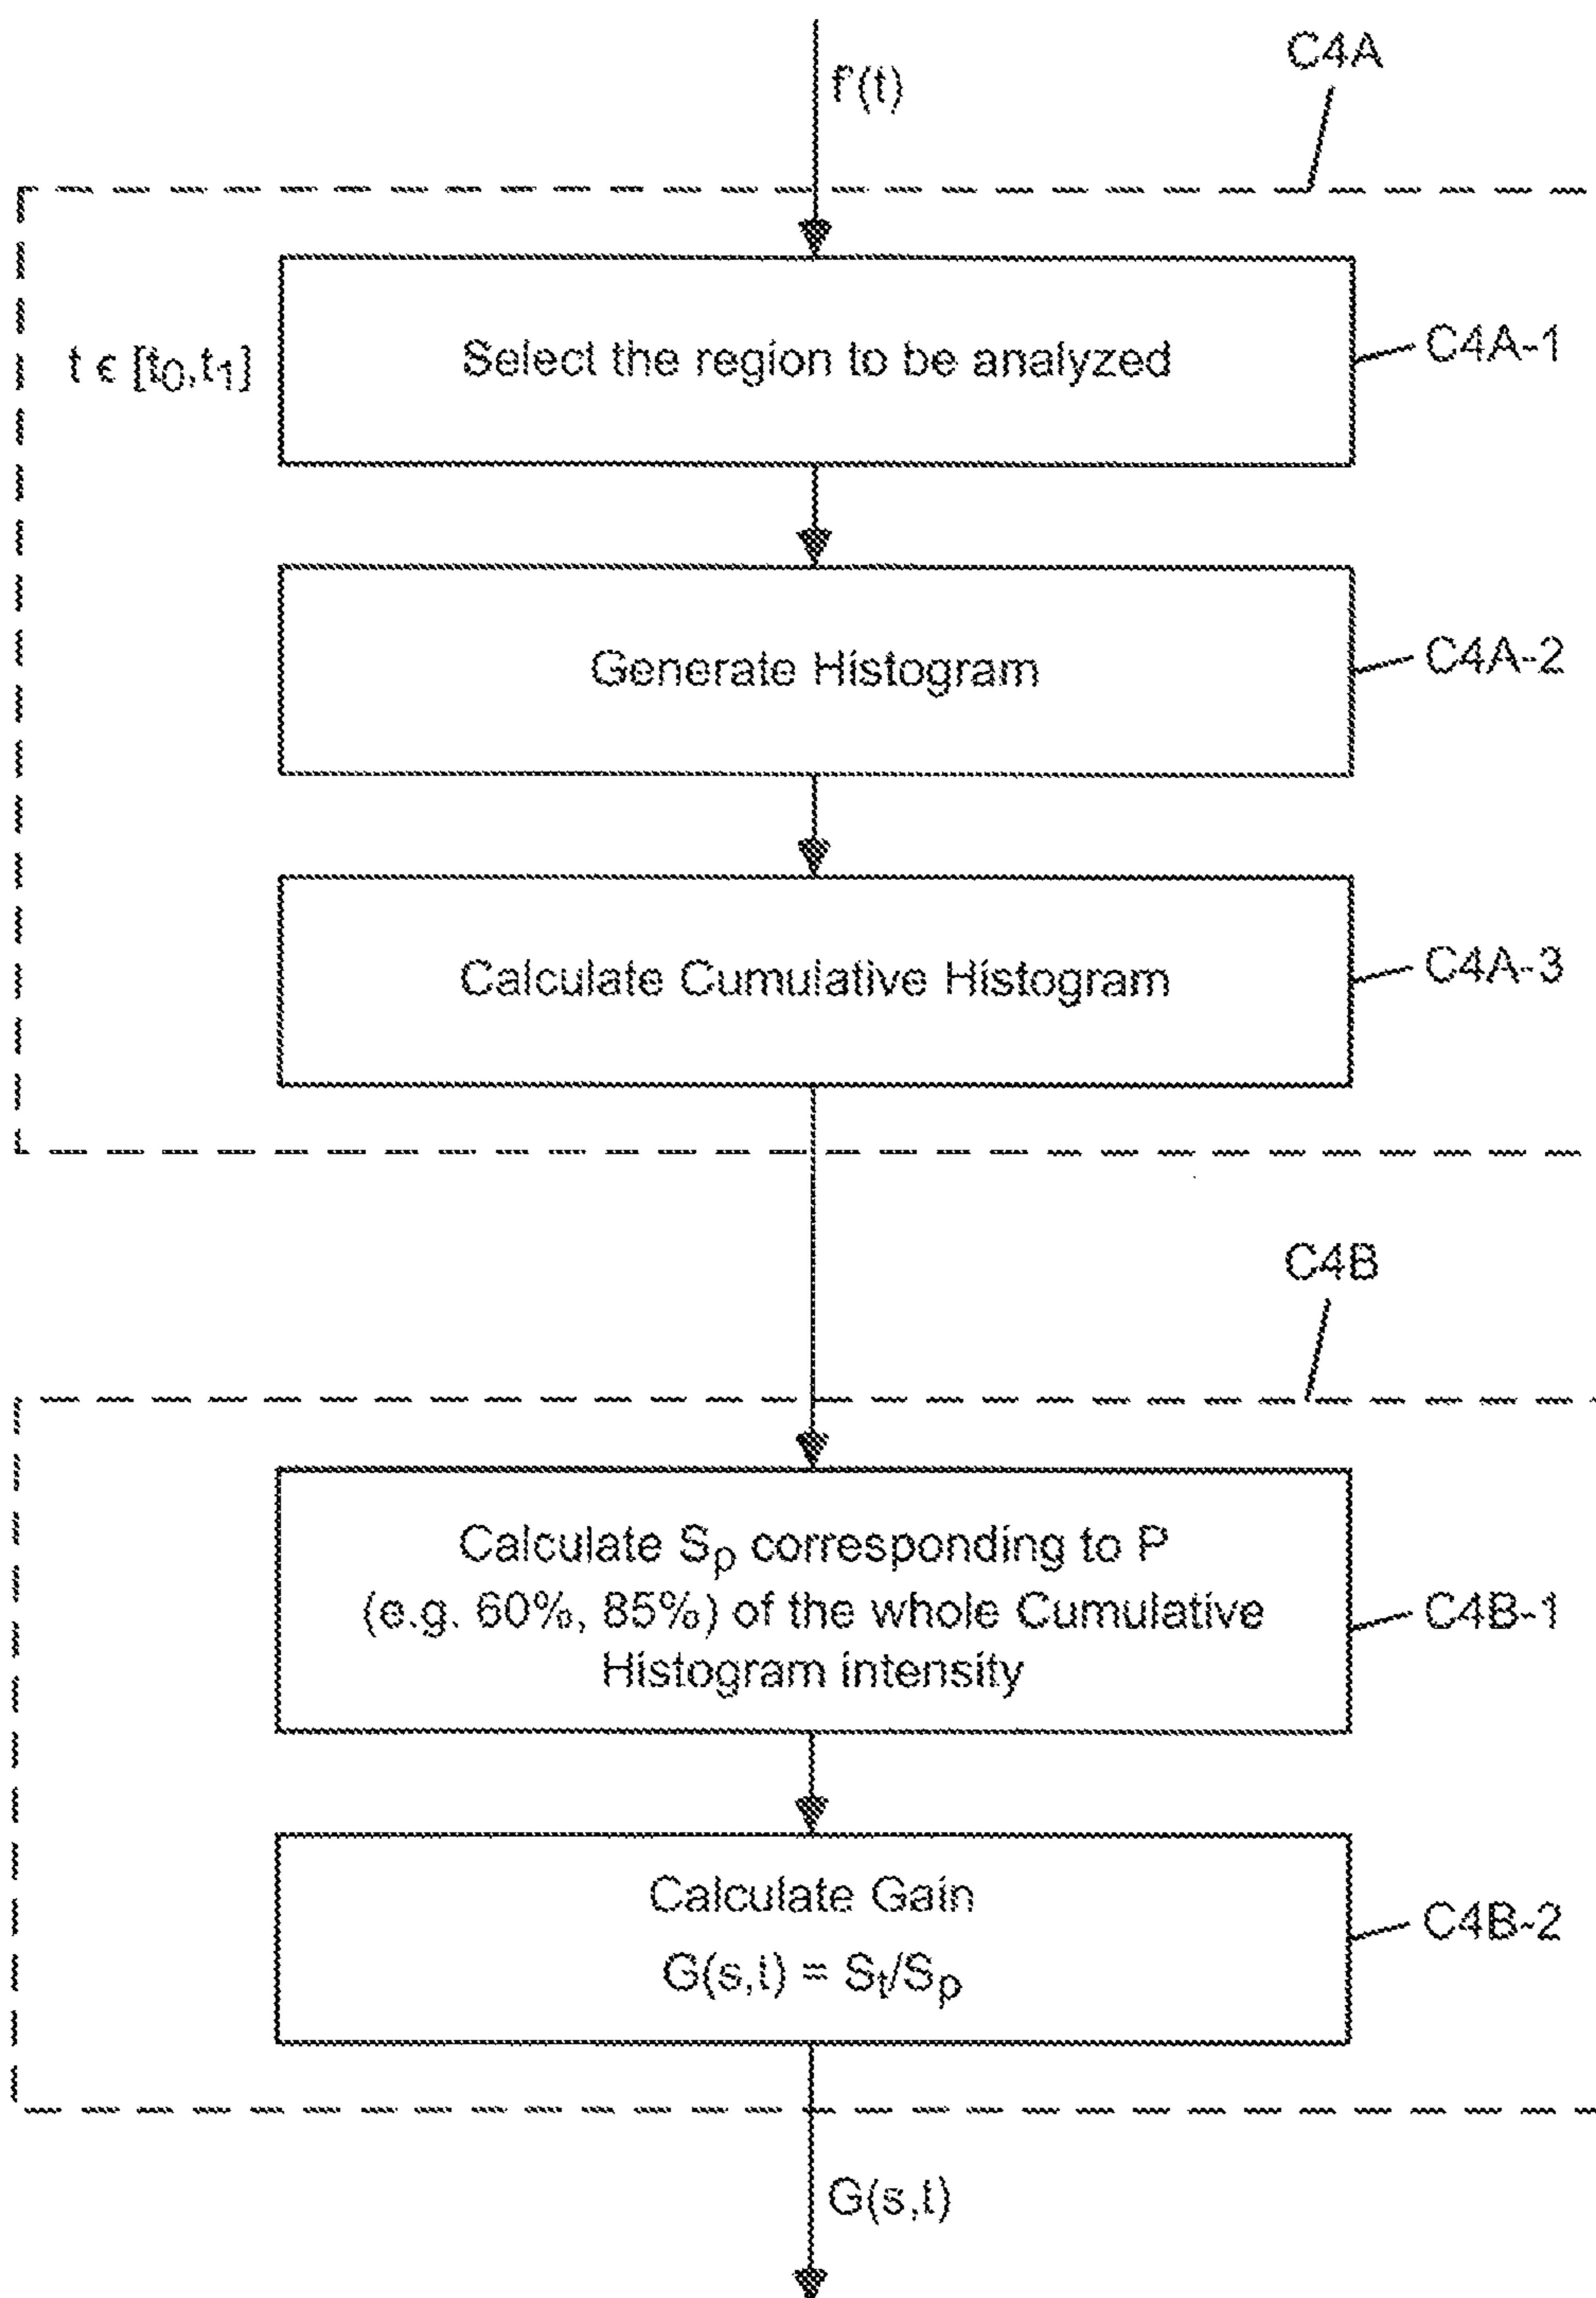 f'(t)
C4A
t ϵ [t0,t1]
Select the region to be analyzed
C4A-1
Generate Histogram
C4A-2
Calculate Cumulative Histogram
C4A-3
C4B
Calculate Sp corresponding to P
(e.g. 60%, 85%) of the whole Cumulative
Histogram intensity
C4B-1
Calculate Gain
G(s,t) = St/Sp
C4B-2
G(s,t)